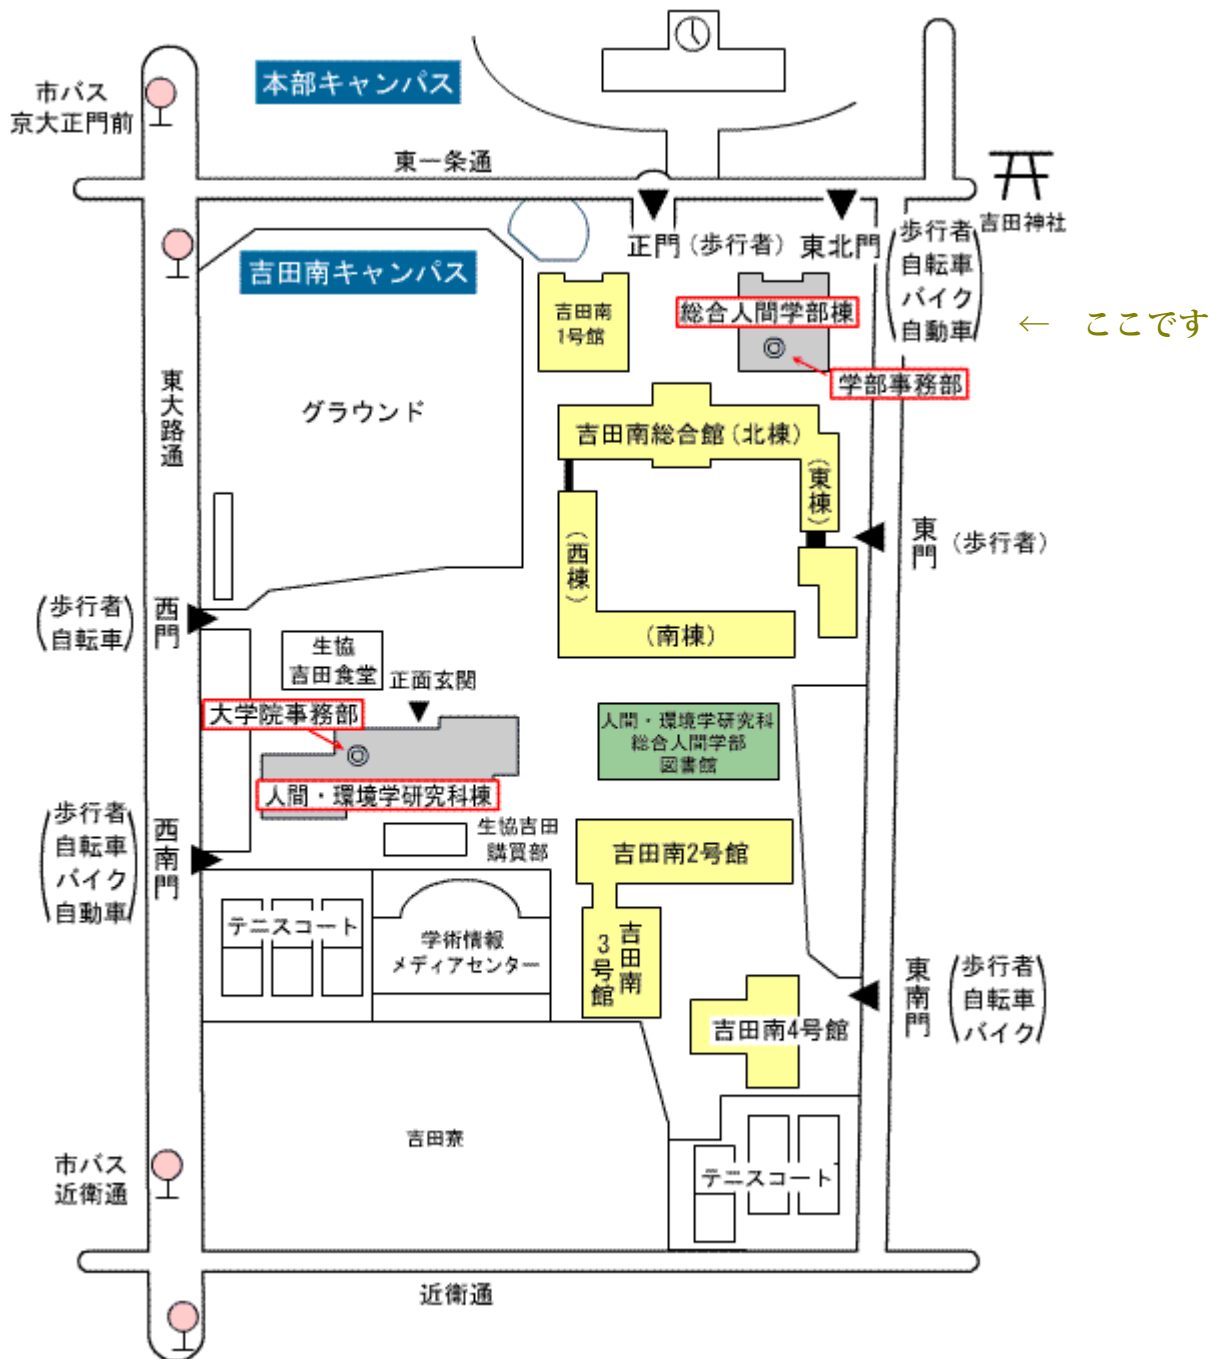 本部キャンパス
市バス
京大正門前
東一条通
吉田神社
正門
(歩行者)
東北門
(歩行者
自転車
バイク
自動車)
← ここです
吉田南キャンパス
吉田南
1号館
総合人間学部棟
学部事務部
東大路通
グラウンド
吉田南総合館(北棟)
(東棟)
(西棟)
(南棟)
東門
(歩行者)
(歩行者
自転車)
西門
生協
吉田食堂
正面玄関
大学院事務部
人間・環境学研究科棟
人間・環境学研究科
総合人間学部
図書館
(歩行者
自転車
バイク
自動車)
西南門
生協吉田
購買部
吉田南2号館
テニスコート
学術情報
メディアセンター
吉田南
3号館
吉田南4号館
東南門
(歩行者
自転車
バイク)
吉田寮
テニスコート
市バス
近衛通
近衛通